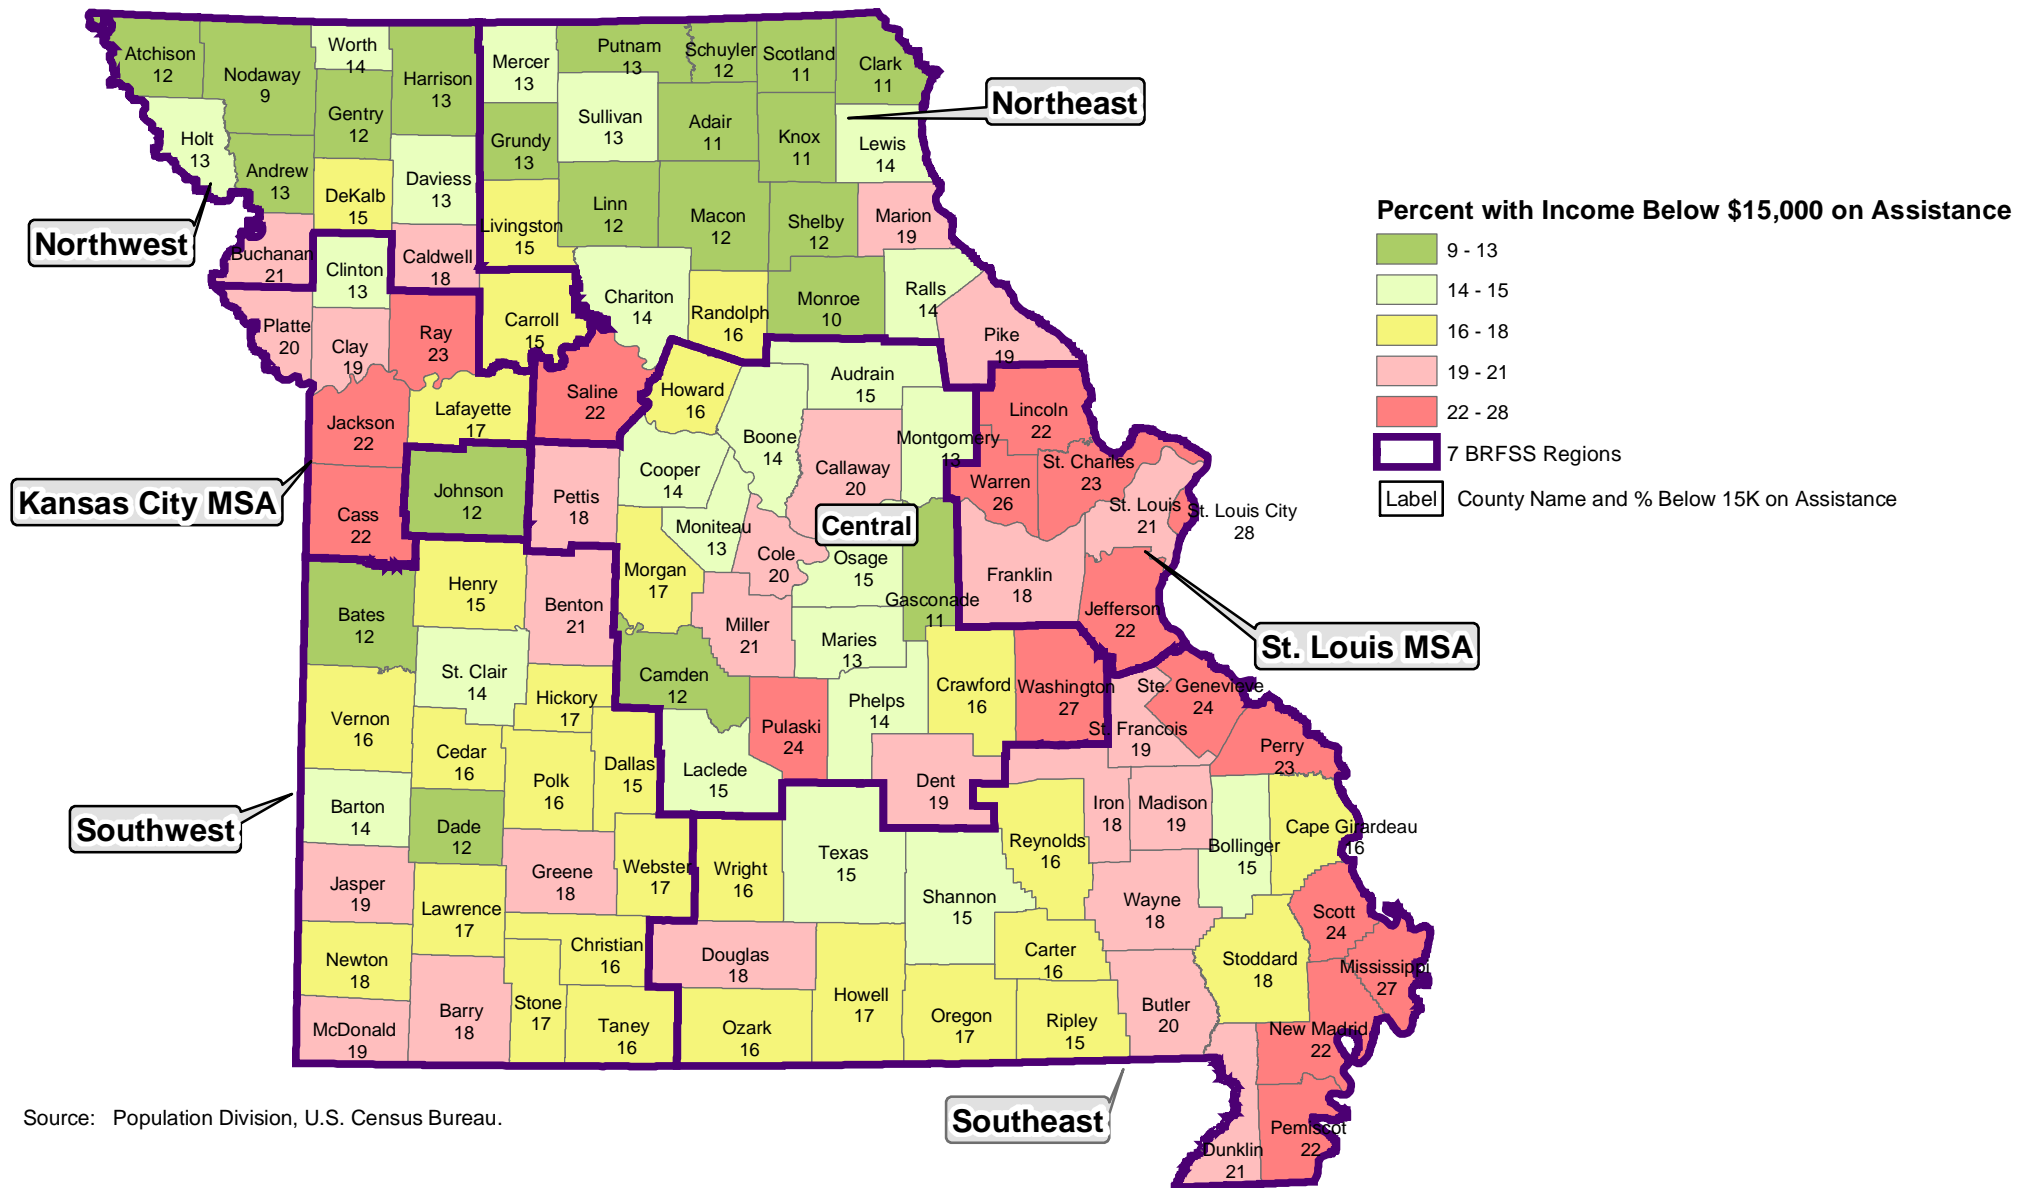 Atchison
12
Nodaway
9
Worth
14
Harrison
13
Mercer
13
Putnam
13
Schuyler
12
Scotland
11
Clark
11
Gentry
12
Holt
13
Andrew
13
DeKalb
15
Daviess
13
Grundy
13
Sullivan
13
Adair
11
Knox
11
Lewis
14
Northeast
Livingston
15
Linn
12
Macon
12
Shelby
12
Marion
19
Northwest
Buchanan
21
Clinton
13
Caldwell
18
Carroll
15
Chariton
14
Randolph
16
Monroe
10
Ralls
14
Pike
19
Platte
20
Clay
19
Ray
23
Jackson
22
Lafayette
17
Saline
22
Howard
16
Audrain
15
Boone
14
Callaway
20
Montgomery
13
Lincoln
22
Warren
26
St. Charles
23
St. Louis
21
St. Louis City
28
Kansas City MSA
Cass
22
Johnson
12
Pettis
18
Cooper
14
Moniteau
13
Central
Cole
20
Osage
15
Gasconade
11
Franklin
18
Jefferson
22
St. Louis MSA
Bates
12
Henry
15
Benton
21
Morgan
17
Miller
21
Maries
13
Camden
12
St. Clair
14
Hickory
17
Vernon
16
Cedar
16
Polk
16
Dallas
15
Laclede
15
Pulaski
24
Phelps
14
Crawford
16
Washington
27
Dent
19
Ste. Genevieve
24
St. Francois
19
Perry
23
Southwest
Barton
14
Dade
12
Greene
18
Webster
17
Wright
16
Texas
15
Shannon
15
Reynolds
16
Iron
18
Madison
19
Bollinger
15
Cape Girardeau
16
Jasper
19
Lawrence
17
Christian
16
Douglas
18
Howell
17
Carter
16
Wayne
18
Stoddard
18
Scott
24
Mississippi
27
Newton
18
McDonald
19
Barry
18
Stone
17
Taney
16
Ozark
16
Oregon
17
Ripley
15
Butler
20
New Madrid
22
Pemiscot
22
Dunklin
21
Southeast
Percent with Income Below $15,000 on Assistance
9 - 13
14 - 15
16 - 18
19 - 21
22 - 28
7 BRFSS Regions
Label County Name and % Below 15K on Assistance
Source: Population Division, U.S. Census Bureau.